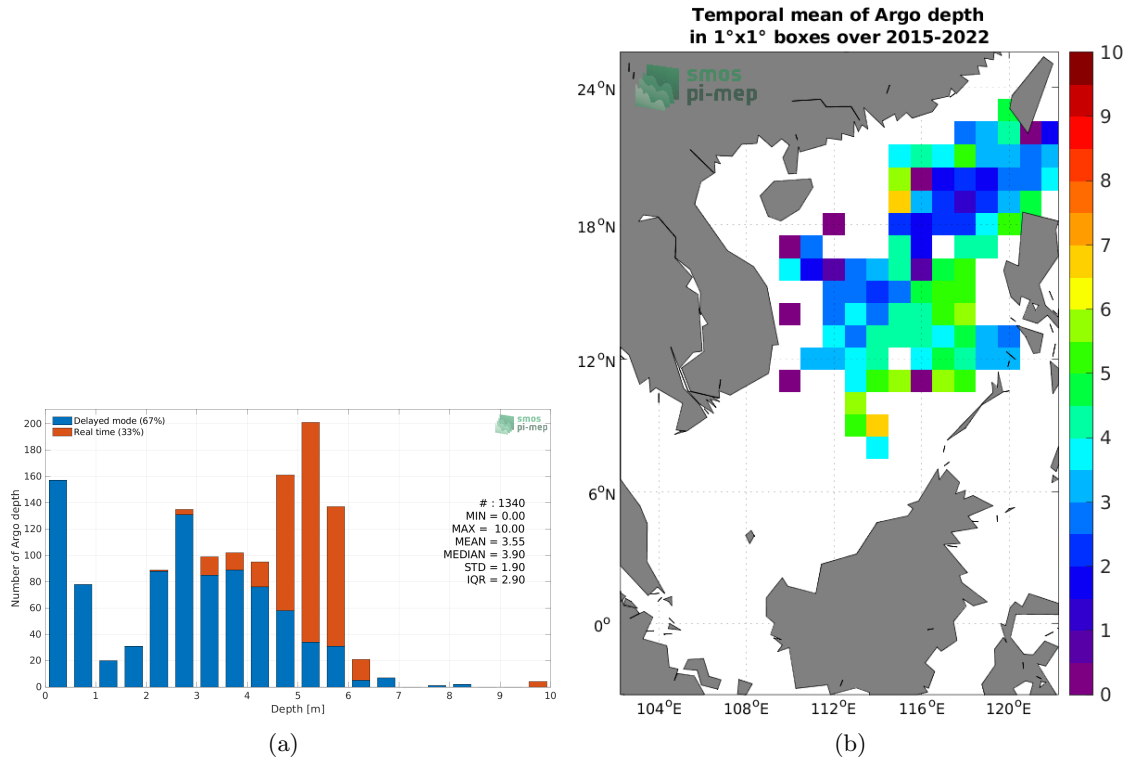 Delayed mode (67%)
Real time (33%)
smos
pi-mep
200
180
160
140
120
100
80
60
40
20
0
Number of Argo depth
# : 1340
MIN = 0.00
MAX = 10.00
MEAN = 3.55
MEDIAN = 3.90
STD = 1.90
IQR = 2.90
0 1 2 3 4 5 6 7 8 9 10
Depth [m]
(a)
Temporal mean of Argo depth
in 1°x1° boxes over 2015-2022
smos
pi-mep
24°N
18°N
12°N
6°N
0°
104°E 108°E 112°E 116°E 120°E
10
9
8
7
6
5
4
3
2
1
0
(b)